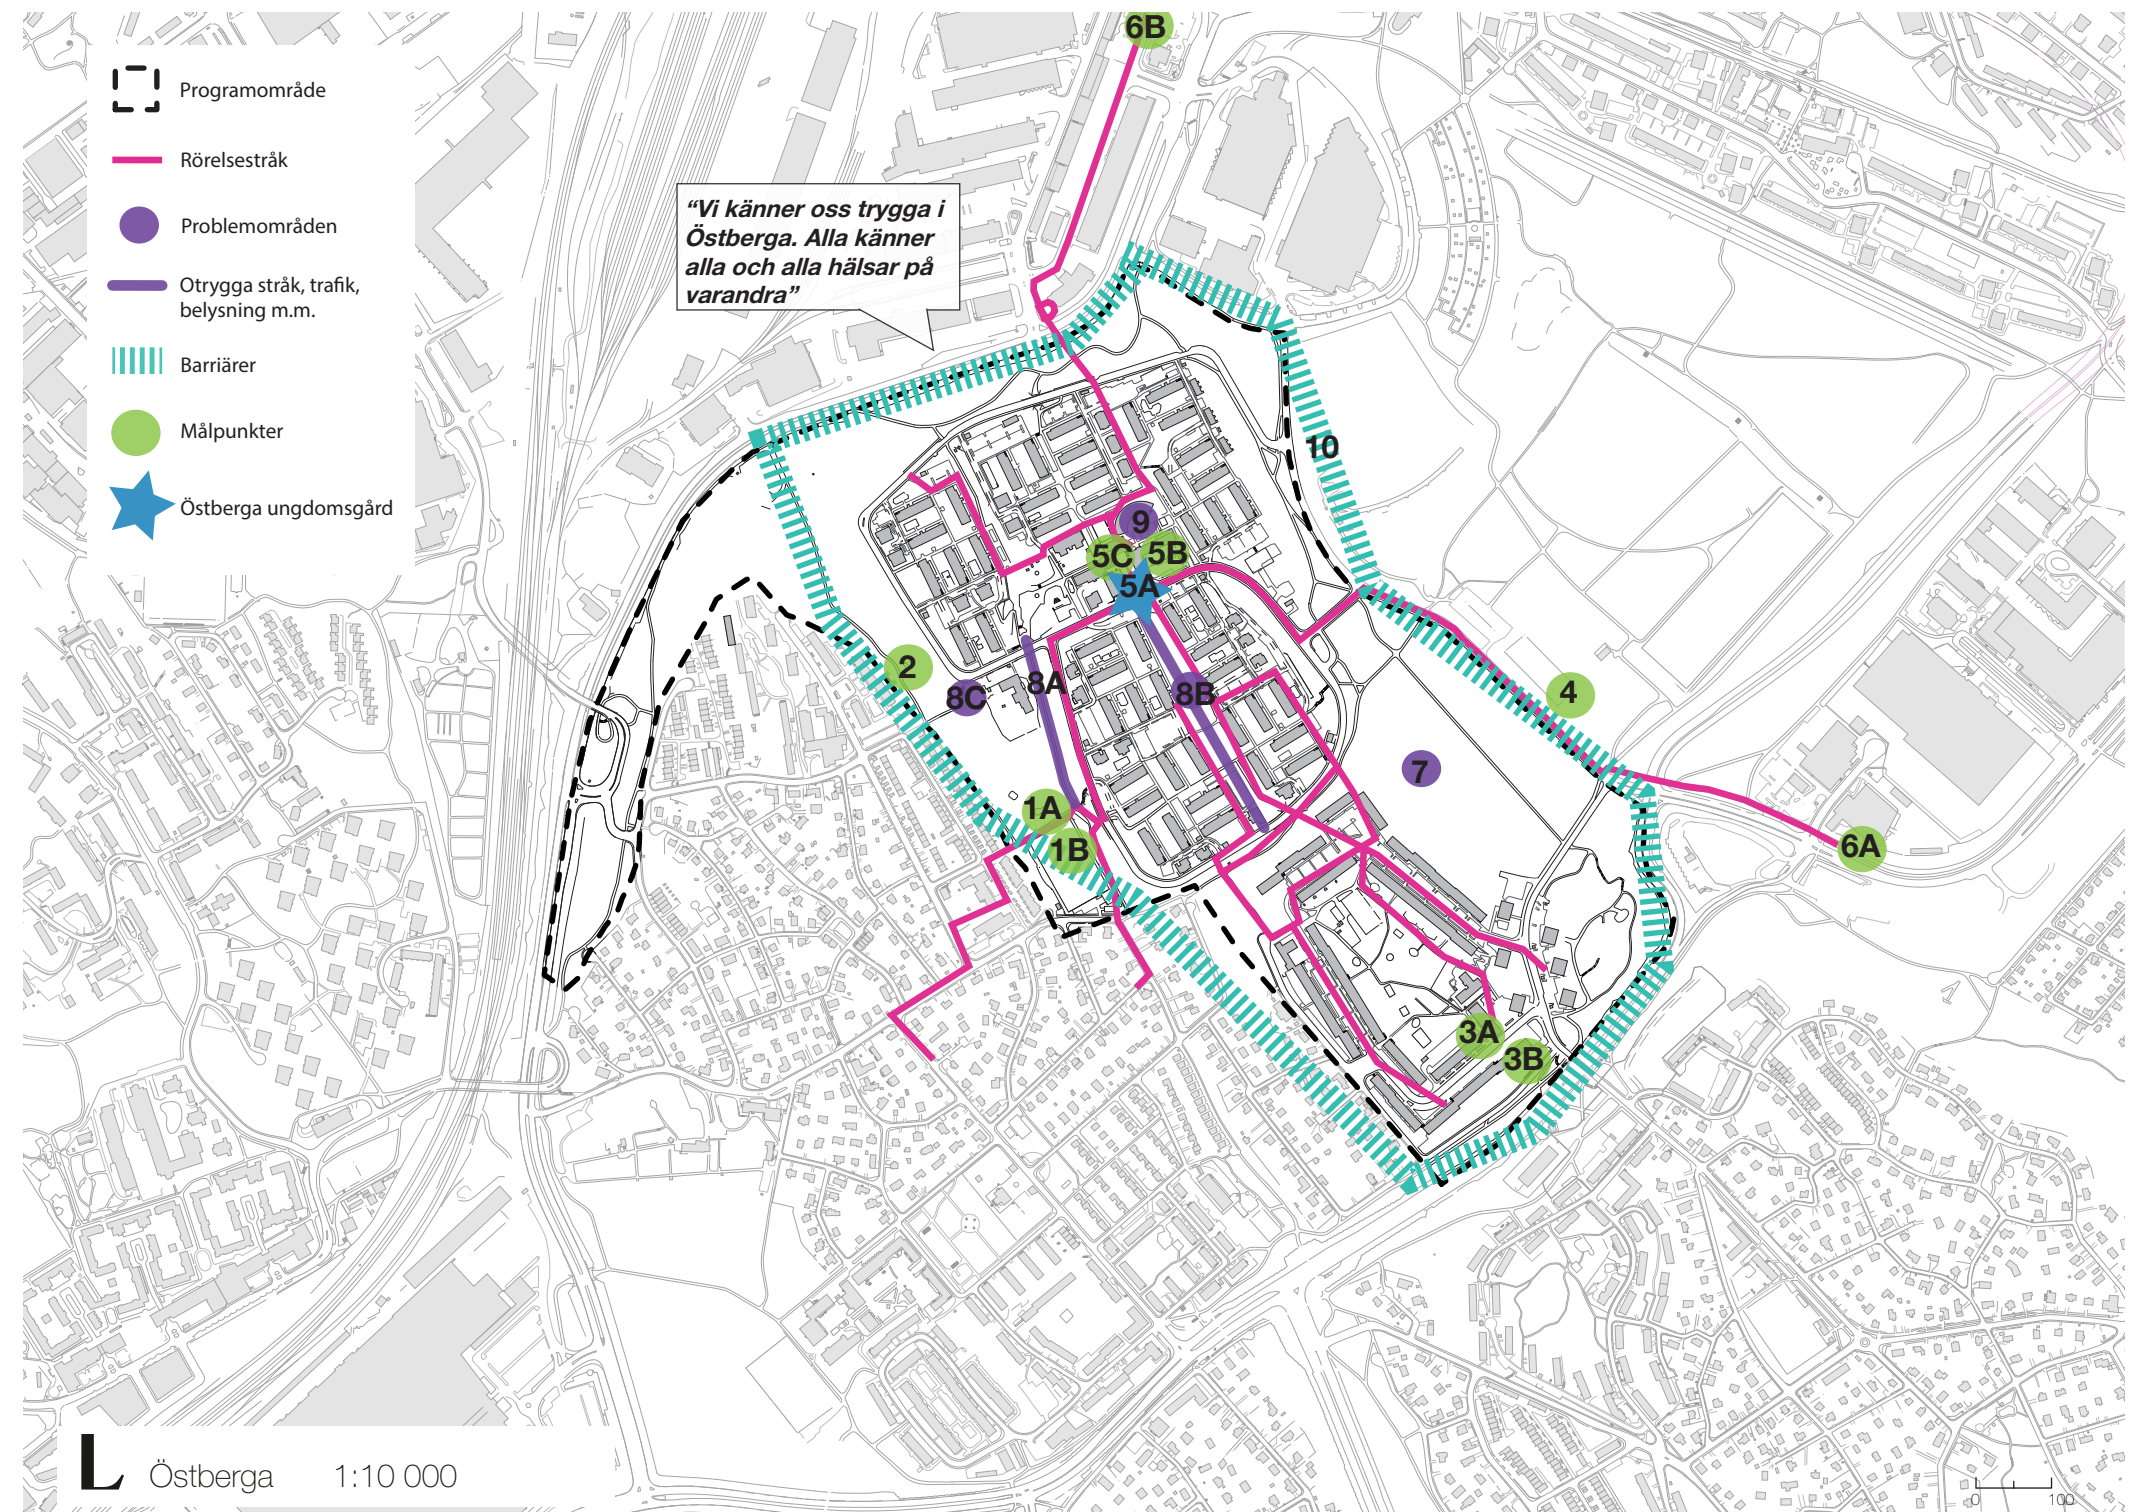 6B
Programområde
Rörelsestråk
Problemområden
Otrygga stråk, trafik,
belysning m.m.
Barriärer
Målpunkter
Östberga ungdomsgård
“Vi känner oss trygga i
Östberga. Alla känner
alla och alla hälsar på
varandra”
10
9
5C
5B
5A
2
8C
8A
8B
4
7
1A
1B
6A
3A
3B
L
Östberga 1:10 000
100